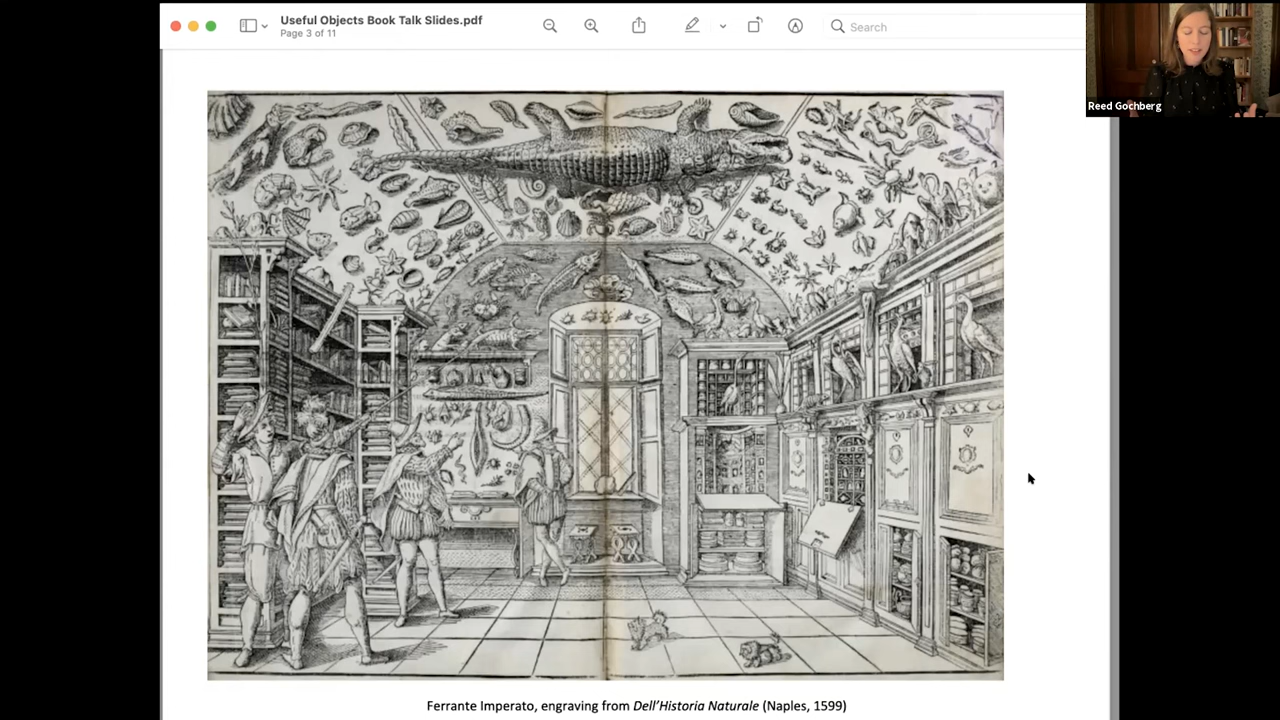 Useful Objects Book Talk Slides.pdf
Page 3 of 11
Search
Reed Gochberg
Ferrante Imperato, engraving from Dell'Historia Naturale (Naples, 1599)